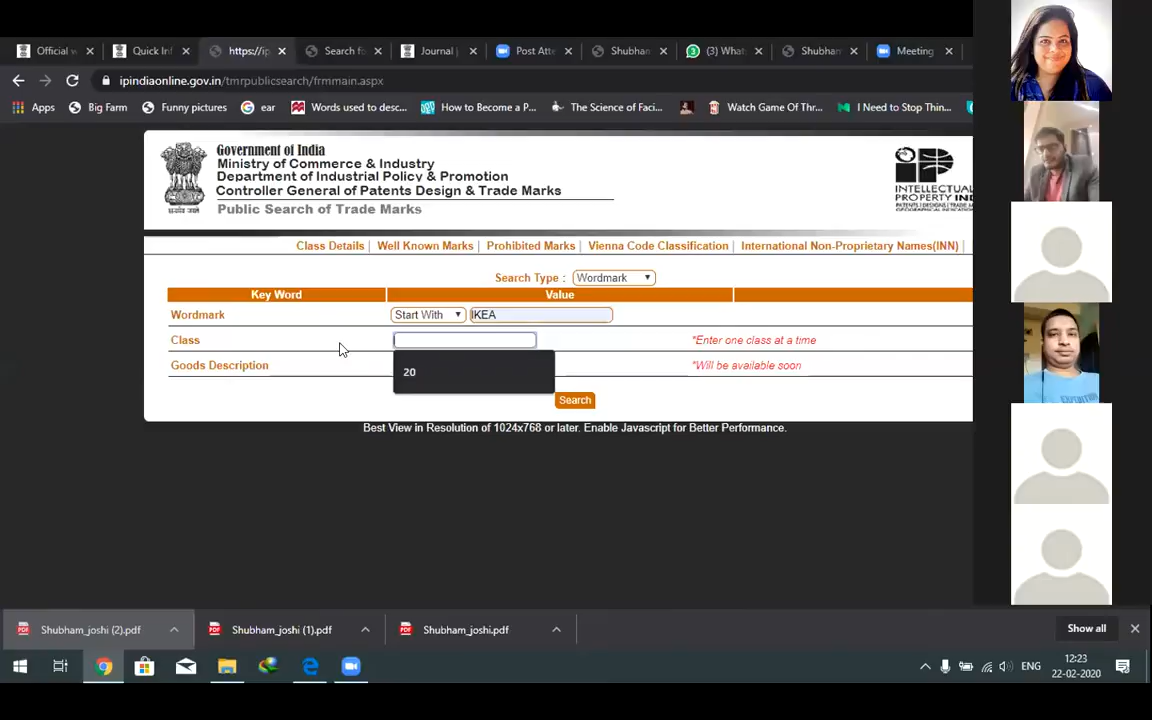 Official w
Quick In
https://ip
Search fo
Journal
Post Atte
Shubham
(3) What
Shubham
Meeting
ipindiaonline.gov.in/tmrpublicsearch/frmmain.aspx
Apps
Big Farm
Funny pictures
ear
Words used to desc...
How to Become a P...
The Science of Faci...
Watch Game Of Thr...
I Need to Stop Thin...
Government of India
Ministry of Commerce & Industry
Department of Industrial Policy & Promotion
Controller General of Patents Design & Trade Marks
Public Search of Trade Marks
INTELLECTUAL
PROPERTY IND
Class Details | Well Known Marks | Prohibited Marks | Vienna Code Classification | International Non-Proprietary Names(INN) |
Search Type : Wordmark
Key Word Value
Wordmark Start With IKEA
Class *Enter one class at a time
Goods Description *Will be available soon
20
Search
Best View in Resolution of 1024x768 or later. Enable Javascript for Better Performance.
Shubham_joshi (2).pdf
Shubham_joshi (1).pdf
Shubham_joshi.pdf
Show all
ENG
12:23
22-02-2020